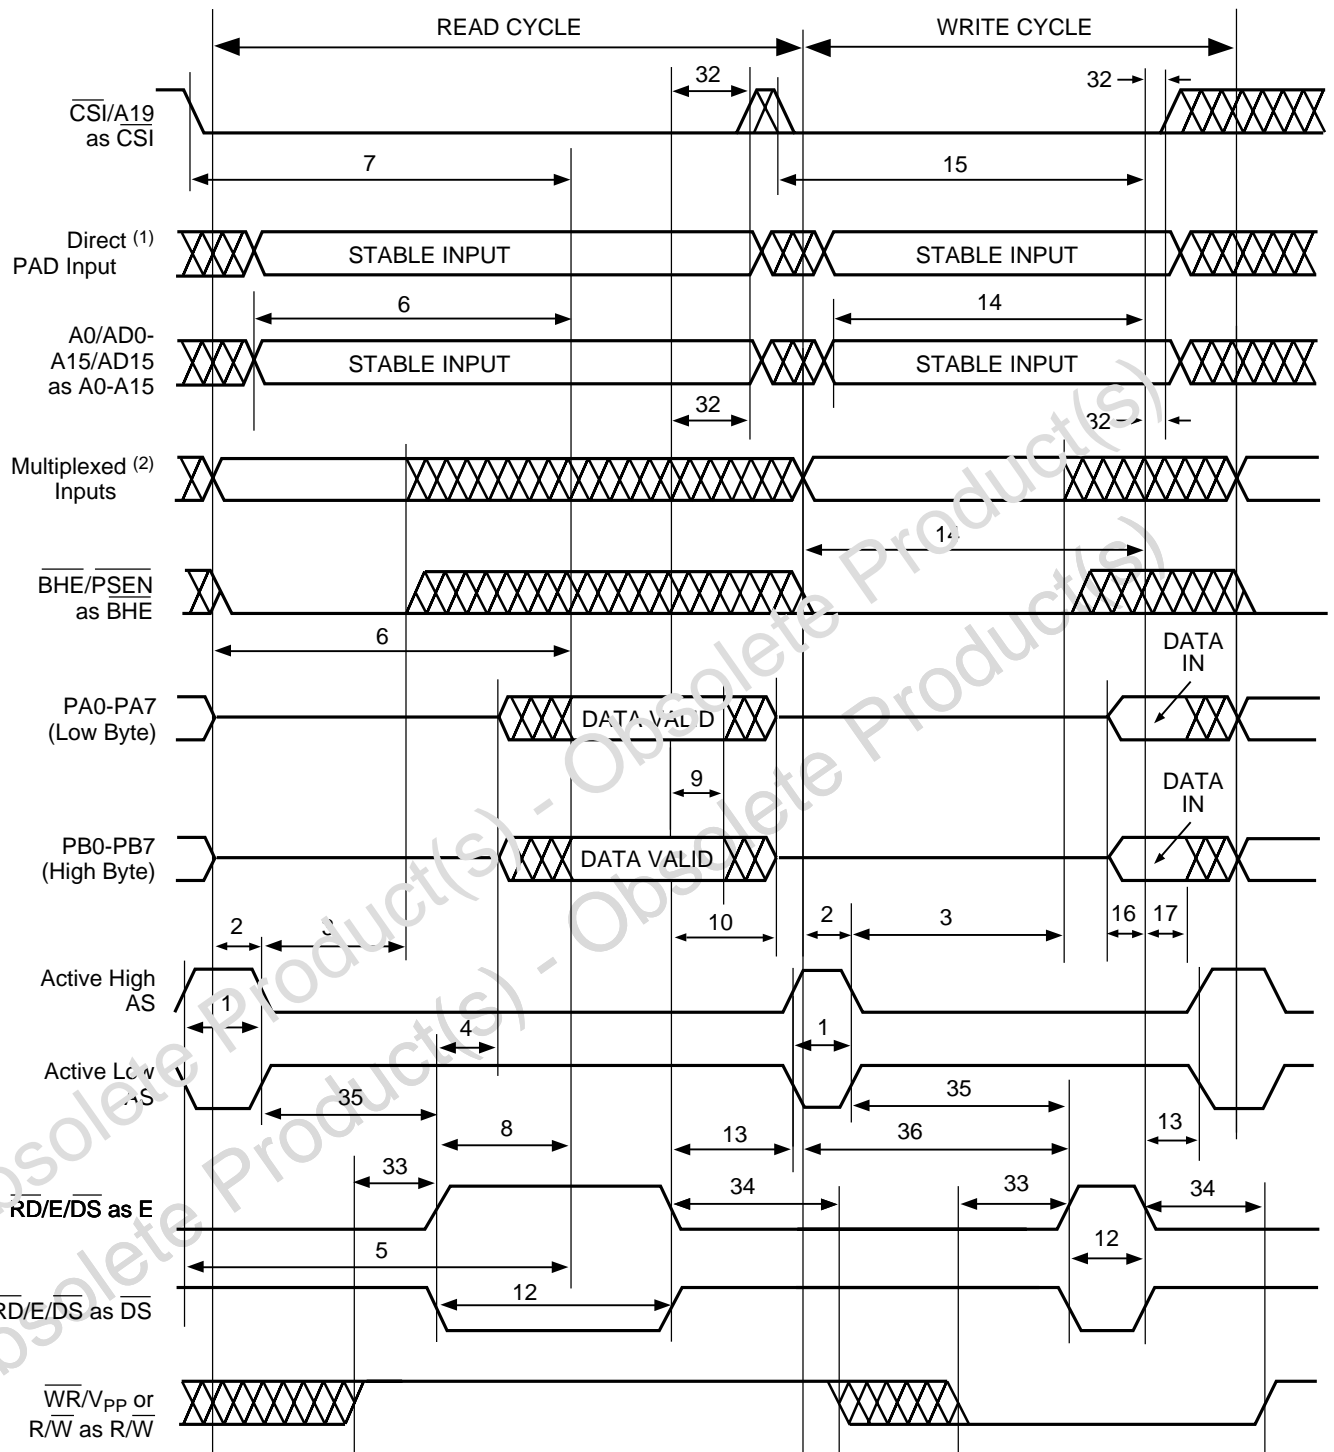 READ CYCLE
WRITE CYCLE
32
32
CSI/A19
as CSI
7
15
Direct (1)
PAD Input
STABLE INPUT
STABLE INPUT
6
14
A0/AD0-
A15/AD15
as A0-A15
STABLE INPUT
STABLE INPUT
32
32
Multiplexed (2)
Inputs
14
BHE/PSEN
as BHE
6
DATA
IN
PA0-PA7
(Low Byte)
DATA VALID
9
DATA
IN
PB0-PB7
(High Byte)
DATA VALID
2
3
10
2
3
16
17
Active High
AS
1
4
1
Active Low
AS
35
35
8
13
36
13
33
34
33
34
RD/E/DS as E
5
12
12
RD/E/DS as DS
WR/VPP or
R/W as R/W
Obsolete Product(s) - Obsolete Product(s)
Obsolete Product(s) - Obsolete Product(s)